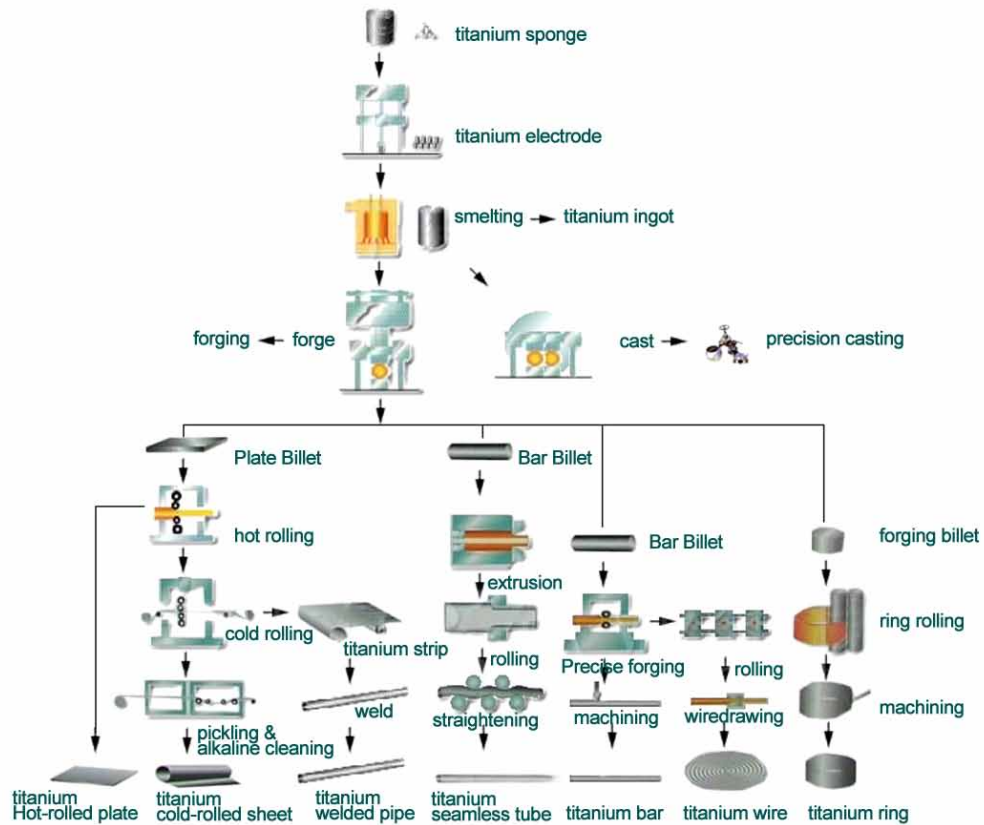 titanium sponge
titanium electrode
smelting
titanium ingot
forging
forge
cast
precision casting
Plate Billet
Bar Billet
hot rolling
Bar Billet
forging billet
extrusion
cold rolling
titanium strip
rolling
Precise forging
rolling
ring rolling
weld
straightening
machining
wiredrawing
machining
pickling &
alkaline cleaning
titanium
Hot-rolled plate
titanium
cold-rolled sheet
titanium
welded pipe
titanium
seamless tube
titanium bar
titanium wire
titanium ring